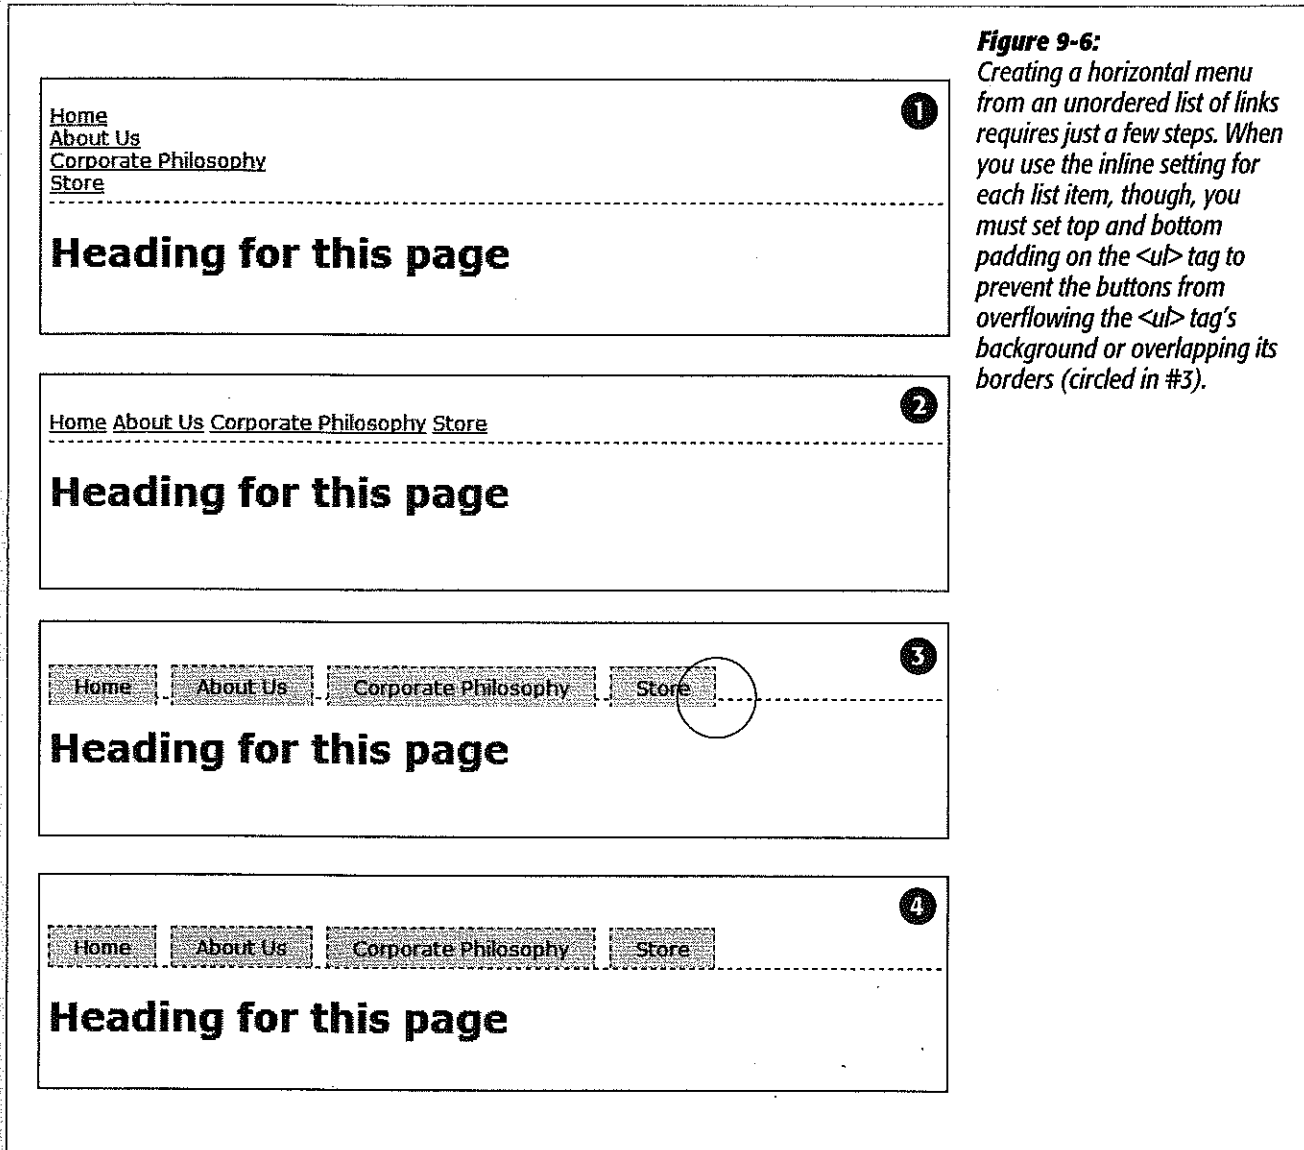 Figure 9-6:
Creating a horizontal menu
from an unordered list of links
requires just a few steps. When
you use the inline setting for
each list item, though, you
must set top and bottom
padding on the <ul> tag to
prevent the buttons from
overflowing the <ul> tag's
background or overlapping its
borders (circled in #3).
1
Home
About Us
Corporate Philosophy
Store
Heading for this page
2
Home About Us Corporate Philosophy Store
Heading for this page
3
Home About Us Corporate Philosophy Store
Heading for this page
4
Home About Us Corporate Philosophy Store
Heading for this page